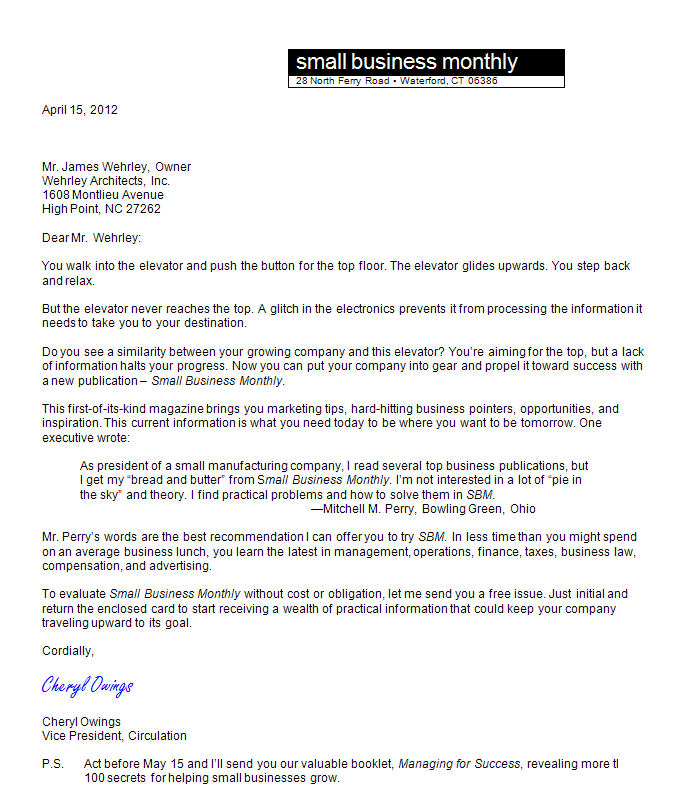 small business monthly
28 North Ferry Road • Waterford, CT 06386
April 15, 2012
Mr. James Wehrley, Owner
Wehrley Architects, Inc.
1608 Montlieu Avenue
High Point, NC 27262
Dear Mr. Wehrley:
You walk into the elevator and push the button for the top floor. The elevator glides upwards. You step back
and relax.
But the elevator never reaches the top. A glitch in the electronics prevents it from processing the information it
needs to take you to your destination.
Do you see a similarity between your growing company and this elevator? You’re aiming for the top, but a lack
of information halts your progress. Now you can put your company into gear and propel it toward success with
a new publication – Small Business Monthly.
This first-of-its-kind magazine brings you marketing tips, hard-hitting business pointers, opportunities, and
inspiration. This current information is what you need today to be where you want to be tomorrow. One
executive wrote:
As president of a small manufacturing company, I read several top business publications, but
I get my “bread and butter” from Small Business Monthly. I’m not interested in a lot of “pie in
the sky” and theory. I find practical problems and how to solve them in SBM.
—Mitchell M. Perry, Bowling Green, Ohio
Mr. Perry’s words are the best recommendation I can offer you to try SBM. In less time than you might spend
on an average business lunch, you learn the latest in management, operations, finance, taxes, business law,
compensation, and advertising.
To evaluate Small Business Monthly without cost or obligation, let me send you a free issue. Just initial and
return the enclosed card to start receiving a wealth of practical information that could keep your company
traveling upward to its goal.
Cordially,
Cheryl Owings
Cheryl Owings
Vice President, Circulation
P.S. Act before May 15 and I’ll send you our valuable booklet, Managing for Success, revealing more
100 secrets for helping small businesses grow.